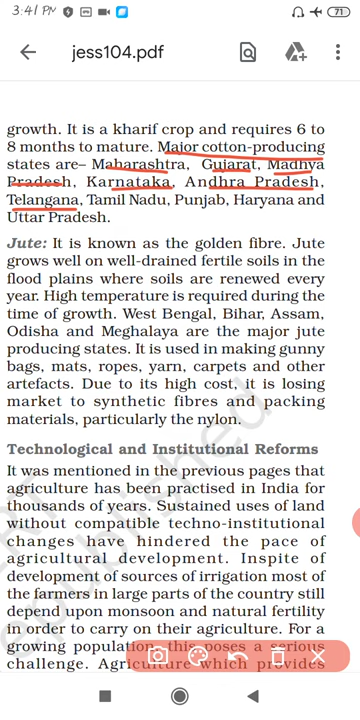 3:41 PM
71
jess104.pdf
growth. It is a kharif crop and requires 6 to
8 months to mature. Major cotton-producing
states are– Maharashtra, Gujarat, Madhya
Pradesh, Karnataka, Andhra Pradesh,
Telangana, Tamil Nadu, Punjab, Haryana and
Uttar Pradesh.
Jute: It is known as the golden fibre. Jute
grows well on well-drained fertile soils in the
flood plains where soils are renewed every
year. High temperature is required during the
time of growth. West Bengal, Bihar, Assam,
Odisha and Meghalaya are the major jute
producing states. It is used in making gunny
bags, mats, ropes, yarn, carpets and other
artefacts. Due to its high cost, it is losing
market to synthetic fibres and packing
materials, particularly the nylon.
Technological and Institutional Reforms
It was mentioned in the previous pages that
agriculture has been practised in India for
thousands of years. Sustained uses of land
without compatible techno-institutional
changes have hindered the pace of
agricultural development. Inspite of
development of sources of irrigation most of
the farmers in large parts of the country still
depend upon monsoon and natural fertility
in order to carry on their agriculture. For a
growing population, this poses a serious
challenge. Agriculture which provides